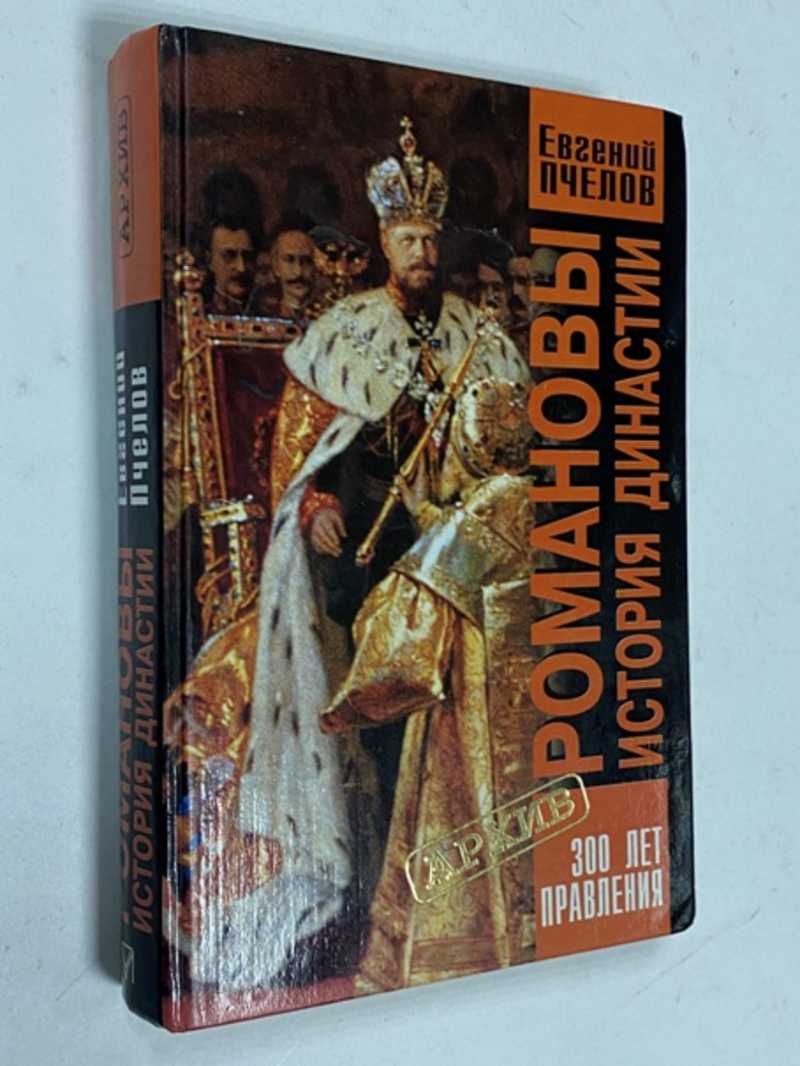 АРХИВ
Евгений
Пчелов
РОМАНОВЫ
ИСТОРИЯ ДИНАСТИИ
Евгений
ПЧЕЛОВ
РОМАНОВЫ
ИСТОРИЯ ДИНАСТИИ
АРХИВ
300 ЛЕТ
ПРАВЛЕНИЯ